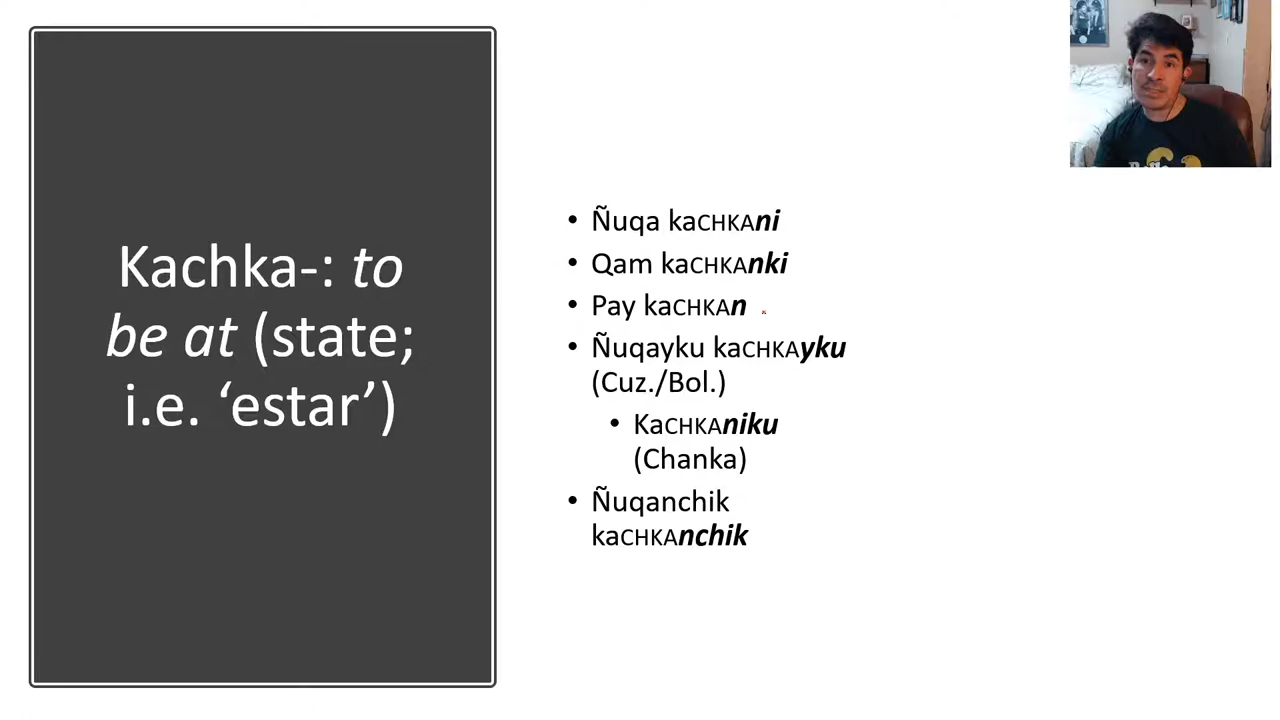 Kachka-: to
be at (state;
i.e. ‘estar’)
• Ñuqa kaCHKAni
• Qam kaCHKAnki
• Pay kaCHKAn
• Ñuqayku kaCHKAyku
(Cuz./Bol.)
• KaCHKAniku
(Chanka)
• Ñuqanchik
kaCHKAnchik